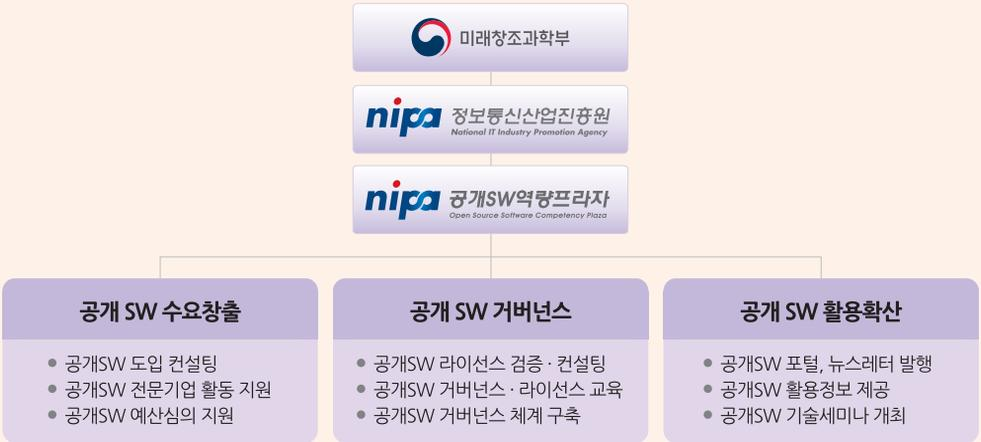 미래창조과학부
nipa 정보통신산업진흥원
National IT Industry Promotion Agency
nipa 공개SW역량프라자
Open Source Software Competency Plaza
공개 SW 수요창출
● 공개SW 도입 컨설팅
● 공개SW 전문기업 활동 지원
● 공개SW 예산심의 지원
공개 SW 거버넌스
● 공개SW 라이선스 검증 · 컨설팅
● 공개SW 거버넌스 · 라이선스 교육
● 공개SW 거버넌스 체계 구축
공개 SW 활용확산
● 공개SW 포털, 뉴스레터 발행
● 공개SW 활용정보 제공
● 공개SW 기술세미나 개최